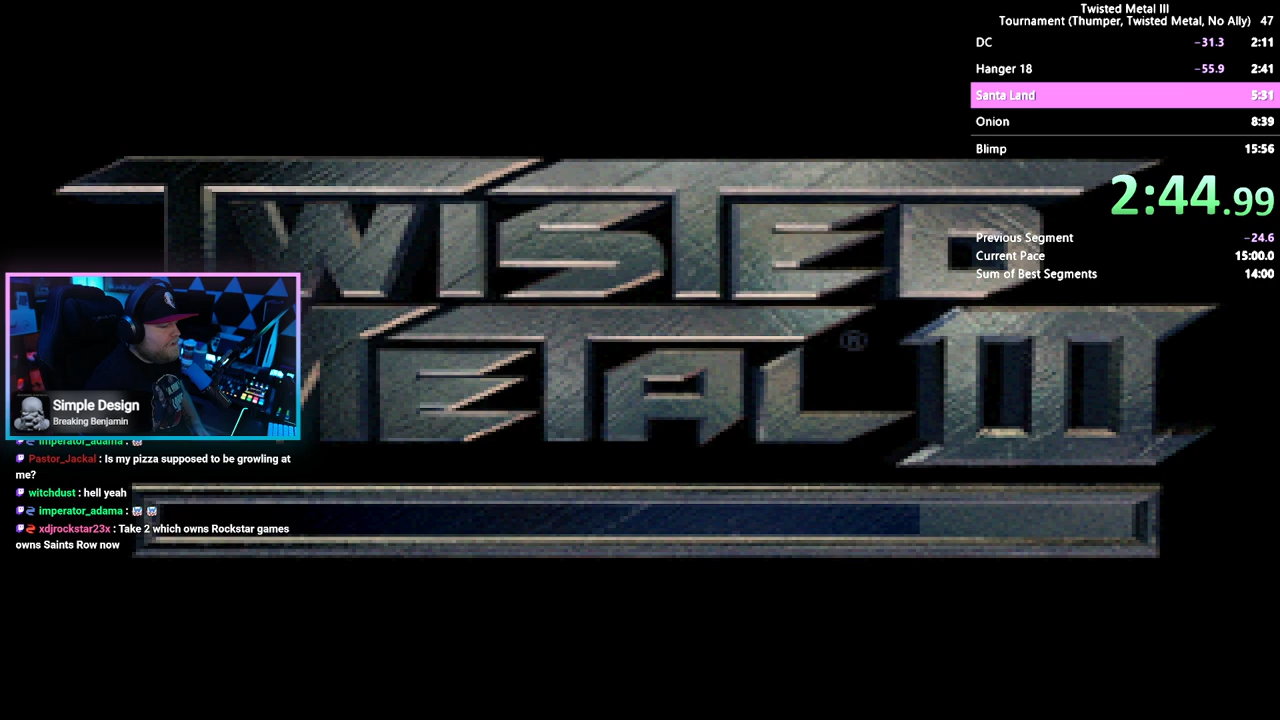 Twisted Metal III
Tournament (Thumper, Twisted Metal, No Ally) 47
DC -31.3 2:11
Hanger 18 -55.9 2:41
Santa Land 5:31
Onion 8:39
Blimp 15:56
2:44.99
Previous Segment -24.6
Current Pace 15:00.0
Sum of Best Segments 14:00
TWISTED
METAL ® III
Simple Design
Breaking Benjamin
imperator_adama :
Pastor_Jackal : Is my pizza supposed to be growling at
me?
witchdust : hell yeah
imperator_adama :
xdjrockstar23x : Take 2 which owns Rockstar games
owns Saints Row now